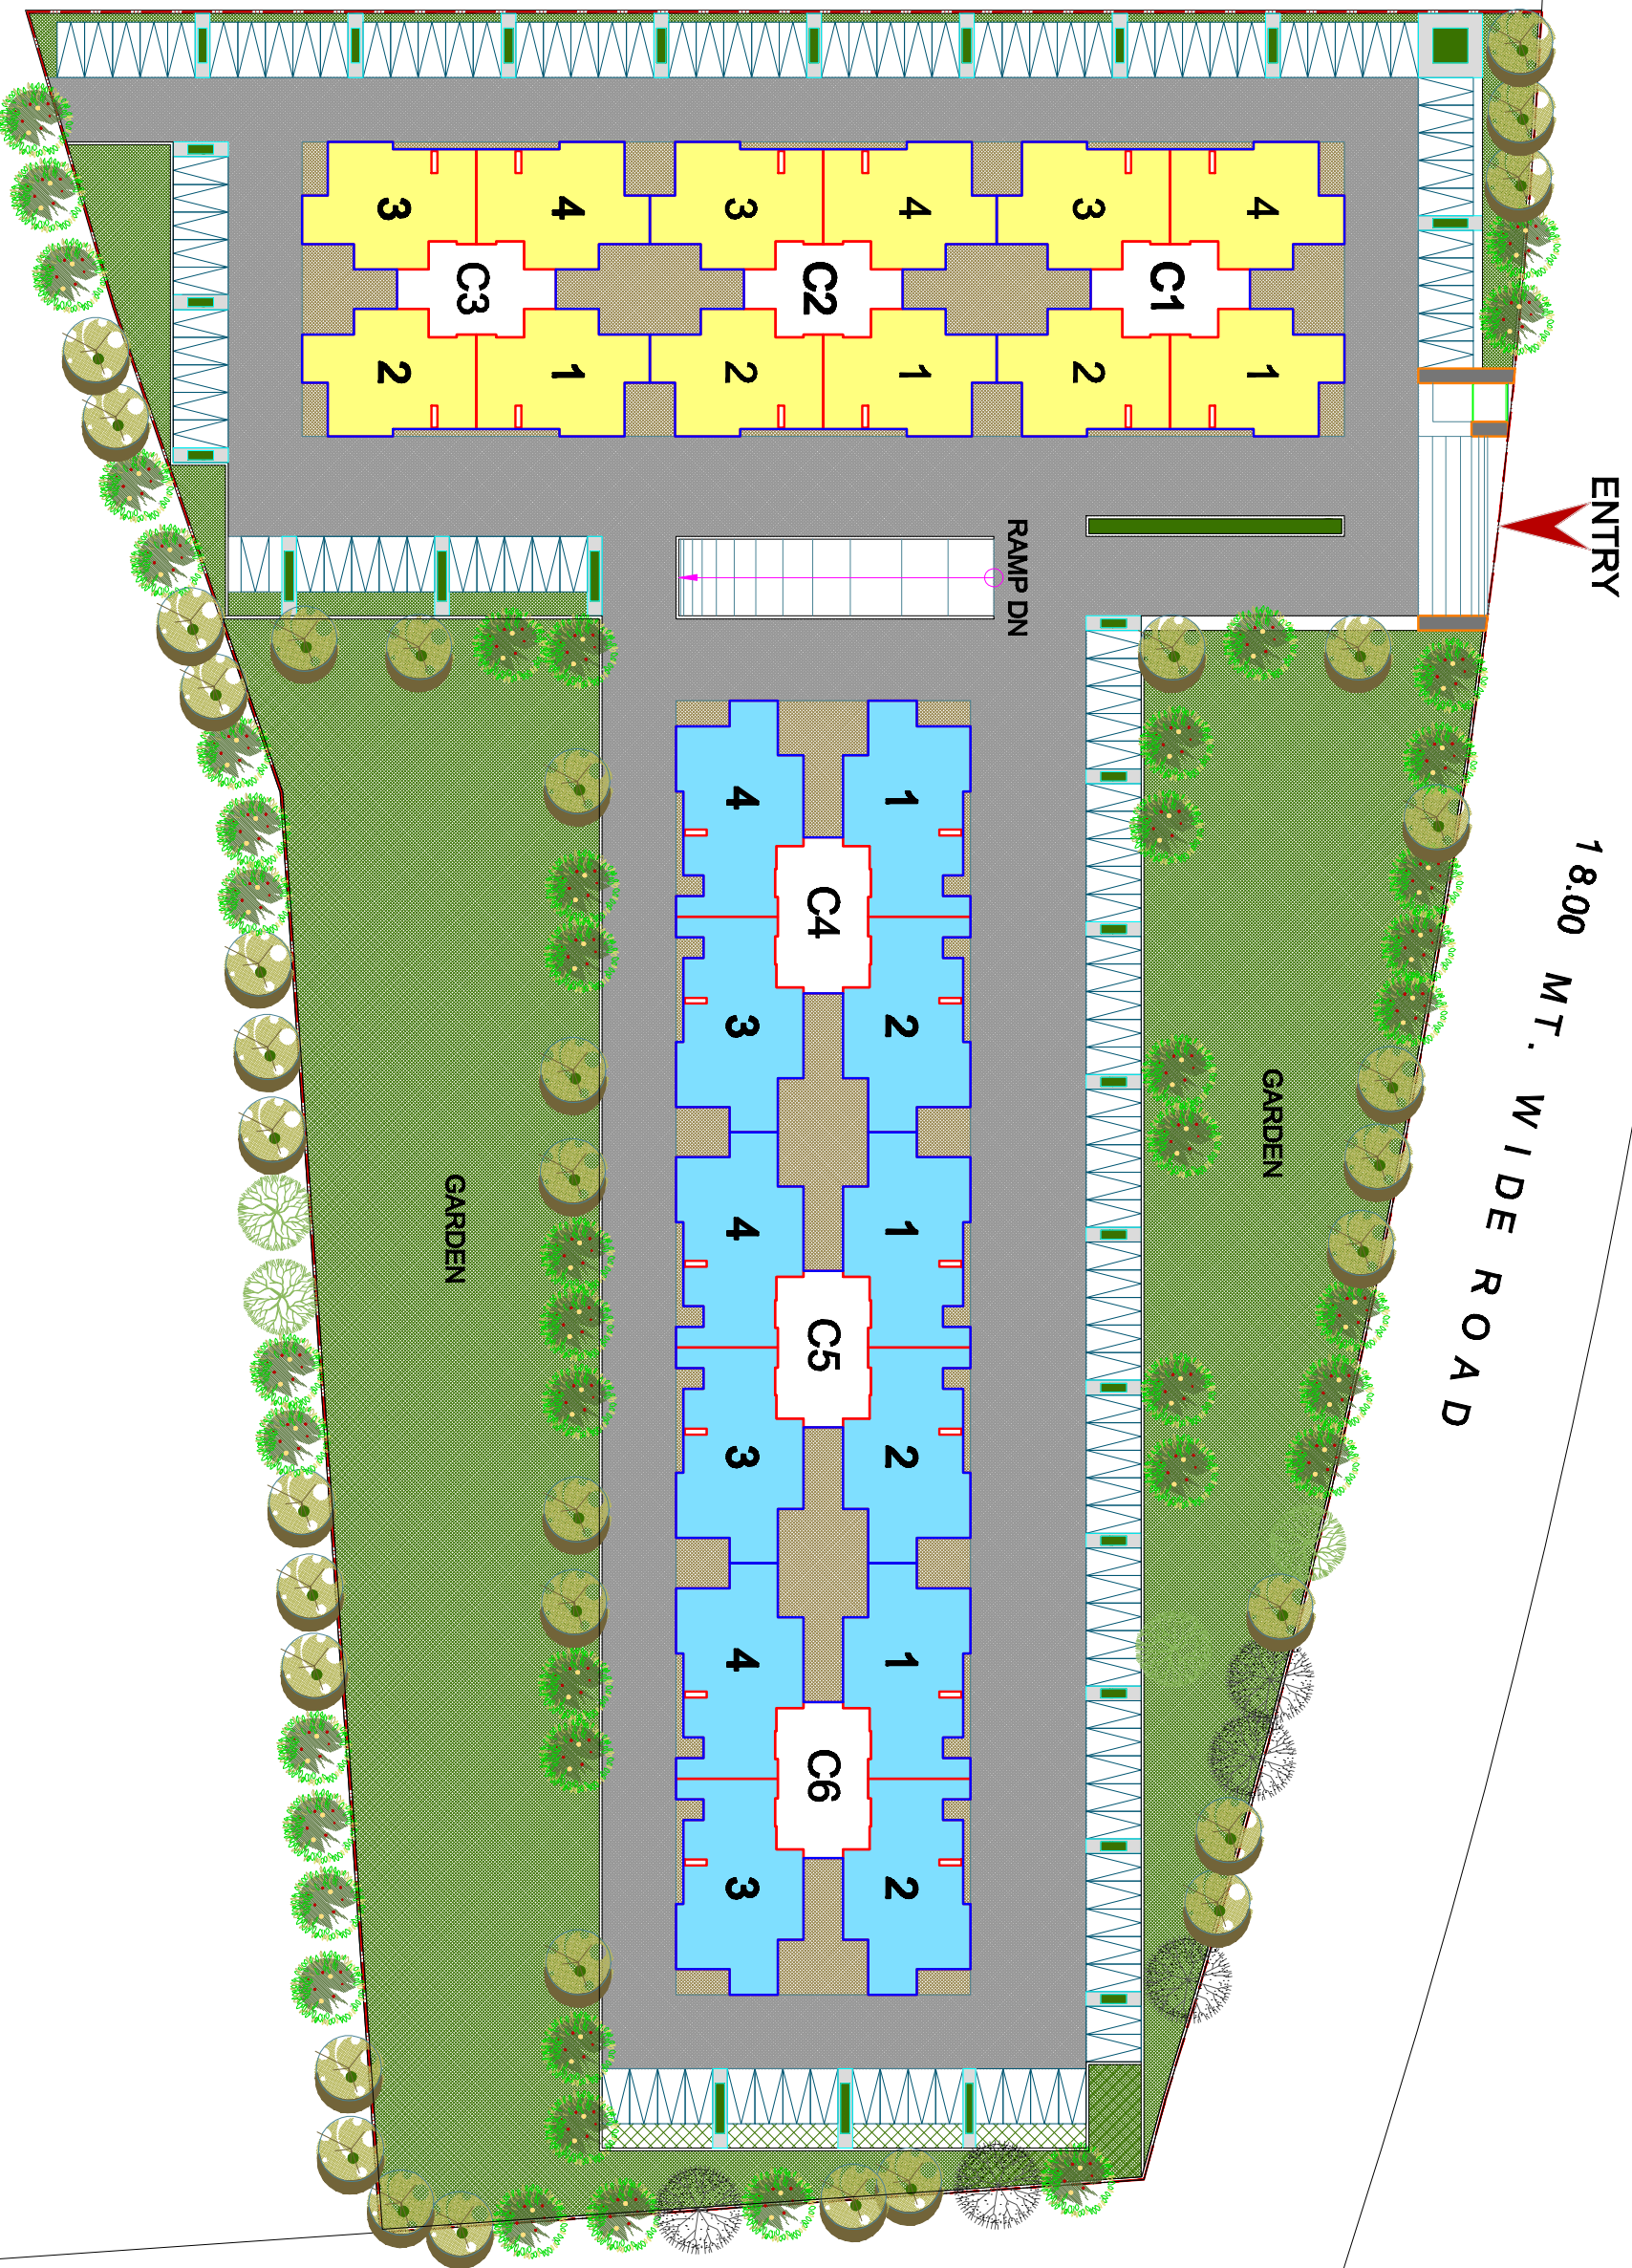 ENTRY
18.00 MT. WIDE ROAD
3 4 3 4 3 4
C3 C2 C1
2 1 2 1 2 1
RAMP DN
4 1
C4
3 2
GARDEN
GARDEN
4 1
C5
3 2
4 1
C6
3 2